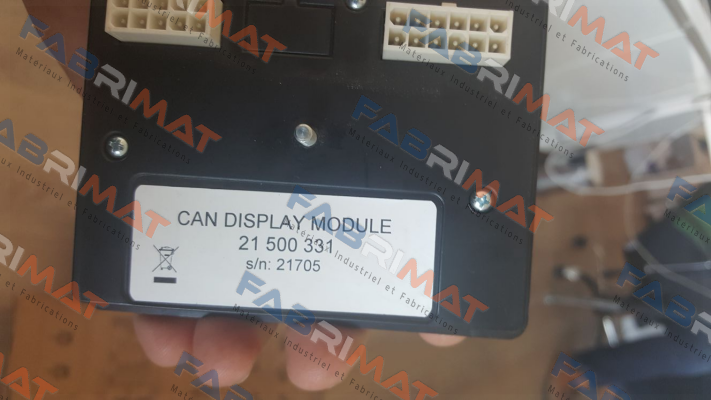 CAN DISPLAY MODULE
21 500 331
s/n: 21705
FABRIMAT
Materiaux Industriel et Fabrications